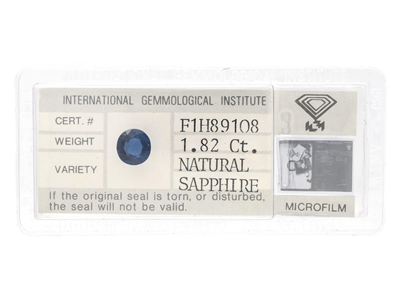 INTERNATIONAL GEMMOLOGICAL INSTITUTE
CERT. # F1H89108
WEIGHT 1.82 Ct.
VARIETY NATURAL
SAPPHIRE
If the original seal is torn, or disturbed,
the seal will not be valid.
MICROFILM